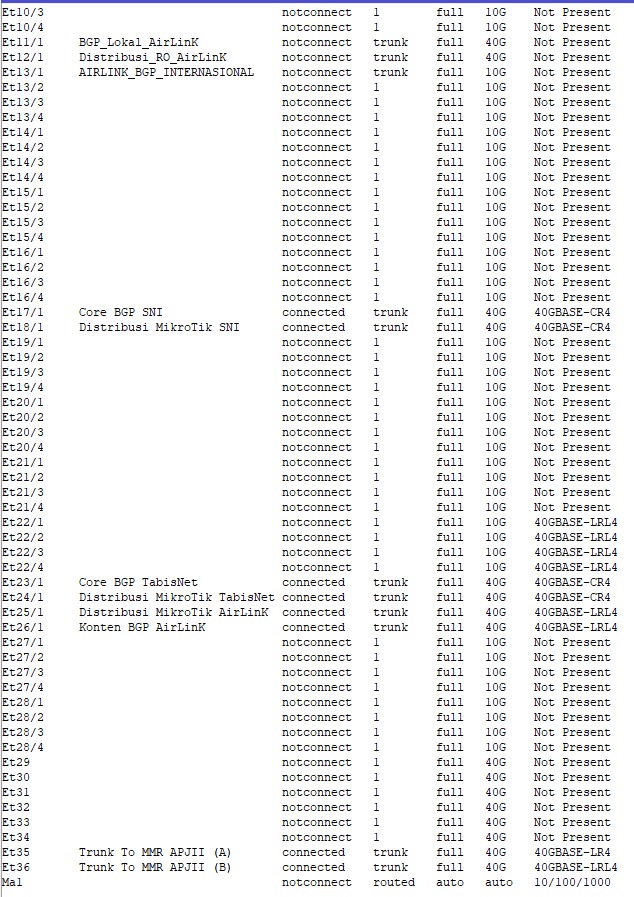 Et10/3 notconnect 1 full 10G Not Present
Et10/4 notconnect 1 full 10G Not Present
Et11/1 BGP_Lokal_AirLinK notconnect trunk full 40G Not Present
Et12/1 Distribusi_RO_AirLinK notconnect trunk full 40G Not Present
Et13/1 AIRLINK_BGP_INTERNASIONAL notconnect trunk full 10G Not Present
Et13/2 notconnect 1 full 10G Not Present
Et13/3 notconnect 1 full 10G Not Present
Et13/4 notconnect 1 full 10G Not Present
Et14/1 notconnect 1 full 10G Not Present
Et14/2 notconnect 1 full 10G Not Present
Et14/3 notconnect 1 full 10G Not Present
Et14/4 notconnect 1 full 10G Not Present
Et15/1 notconnect 1 full 10G Not Present
Et15/2 notconnect 1 full 10G Not Present
Et15/3 notconnect 1 full 10G Not Present
Et15/4 notconnect 1 full 10G Not Present
Et16/1 notconnect 1 full 10G Not Present
Et16/2 notconnect 1 full 10G Not Present
Et16/3 notconnect 1 full 10G Not Present
Et16/4 notconnect 1 full 10G Not Present
Et17/1 Core BGP SNI connected trunk full 40G 40GBASE-CR4
Et18/1 Distribusi MikroTik SNI connected trunk full 40G 40GBASE-CR4
Et19/1 notconnect 1 full 10G Not Present
Et19/2 notconnect 1 full 10G Not Present
Et19/3 notconnect 1 full 10G Not Present
Et19/4 notconnect 1 full 10G Not Present
Et20/1 notconnect 1 full 10G Not Present
Et20/2 notconnect 1 full 10G Not Present
Et20/3 notconnect 1 full 10G Not Present
Et20/4 notconnect 1 full 10G Not Present
Et21/1 notconnect 1 full 10G Not Present
Et21/2 notconnect 1 full 10G Not Present
Et21/3 notconnect 1 full 10G Not Present
Et21/4 notconnect 1 full 10G Not Present
Et22/1 notconnect 1 full 10G 40GBASE-LRL4
Et22/2 notconnect 1 full 10G 40GBASE-LRL4
Et22/3 notconnect 1 full 10G 40GBASE-LRL4
Et22/4 notconnect 1 full 10G 40GBASE-LRL4
Et23/1 Core BGP TabisNet connected trunk full 40G 40GBASE-CR4
Et24/1 Distribusi MikroTik TabisNet connected trunk full 40G 40GBASE-CR4
Et25/1 Distribusi MikroTik AirLinK connected trunk full 40G 40GBASE-LRL4
Et26/1 Konten BGP AirLinK connected trunk full 40G 40GBASE-LRL4
Et27/1 notconnect 1 full 10G Not Present
Et27/2 notconnect 1 full 10G Not Present
Et27/3 notconnect 1 full 10G Not Present
Et27/4 notconnect 1 full 10G Not Present
Et28/1 notconnect 1 full 10G Not Present
Et28/2 notconnect 1 full 10G Not Present
Et28/3 notconnect 1 full 10G Not Present
Et28/4 notconnect 1 full 10G Not Present
Et29 notconnect 1 full 40G Not Present
Et30 notconnect 1 full 40G Not Present
Et31 notconnect 1 full 40G Not Present
Et32 notconnect 1 full 40G Not Present
Et33 notconnect 1 full 40G Not Present
Et34 notconnect 1 full 40G Not Present
Et35 Trunk To MMR APJII (A) connected trunk full 40G 40GBASE-LR4
Et36 Trunk To MMR APJII (B) connected trunk full 40G 40GBASE-LRL4
Ma1 notconnect routed auto auto 10/100/1000